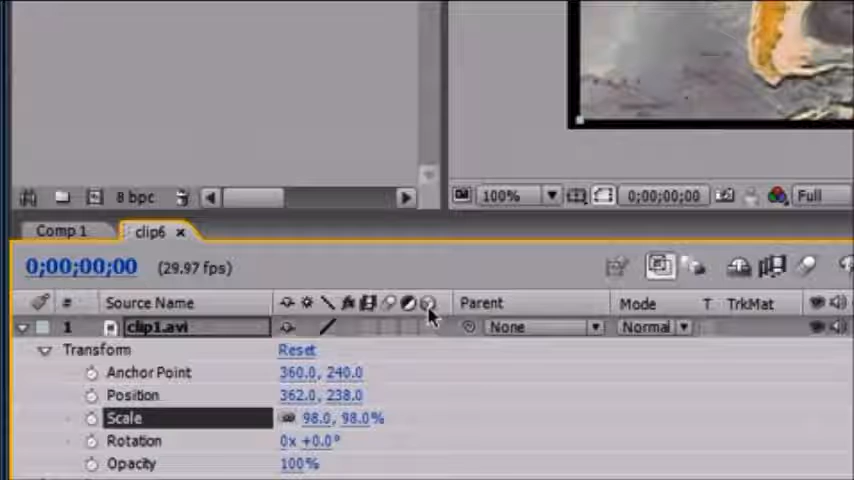 8 bpc
100%
0;00;00;00
Full
Comp 1
clip6 ×
0;00;00;00
(29.97 fps)
#
Source Name
Parent
Mode
T
TrkMat
1
clip1.avi
None
Normal
Transform
Reset
Anchor Point
360.0, 240.0
Position
362.0, 238.0
Scale
98.0, 98.0%
Rotation
0x +0.0°
Opacity
100%